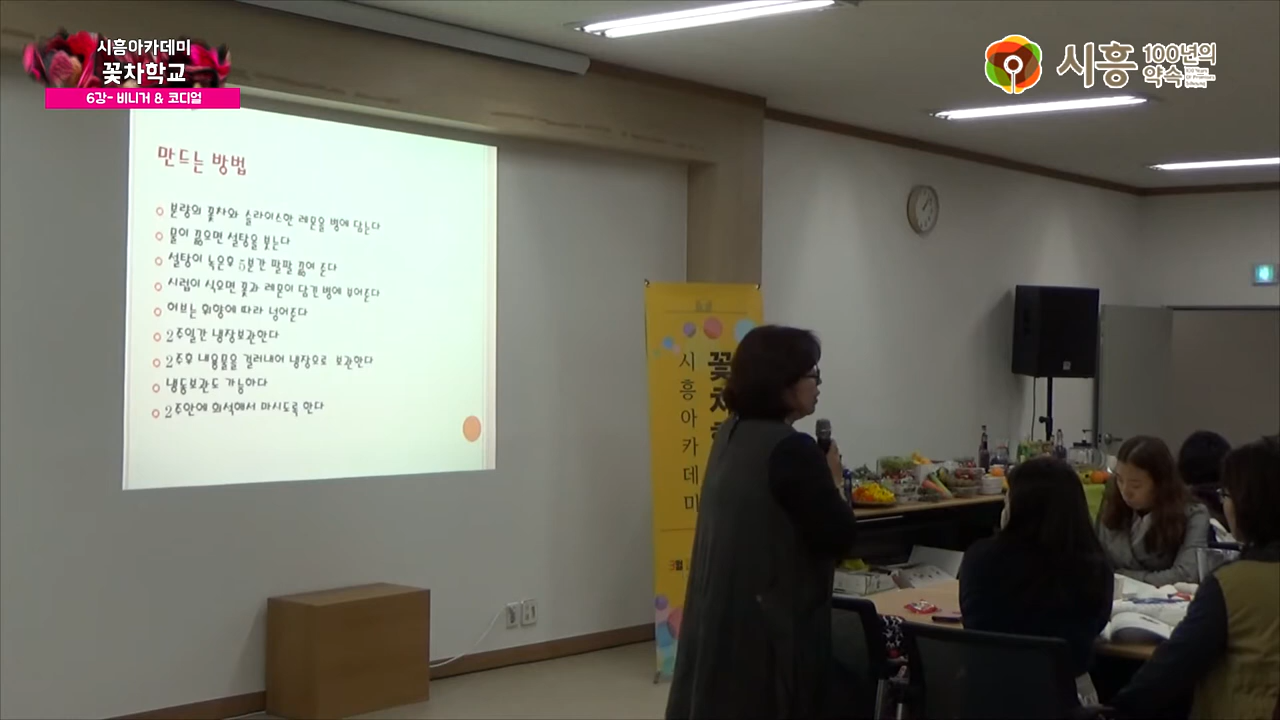 시흥아카데미
꽃차학교
6강- 비니거 & 코디얼
시흥
100년의
약속
만드는 방법
분량의 꽃차와 슬라이스한 레몬을 병에 담는다
물이 끓으면 설탕을 붓는다
설탕이 녹은후 5분간 팔팔 끓여 준다
시럽이 식으면 꽃과 레몬이 담긴 병에 부어준다
허브는 취향에 따라 넣어준다
2주일간 냉장보관한다
2주후 내용물을 걸러내어 냉장으로 보관한다
냉동보관도 가능하다
2주안에 희석해서 마시도록 한다
시흥아카데미
꽃차
3월